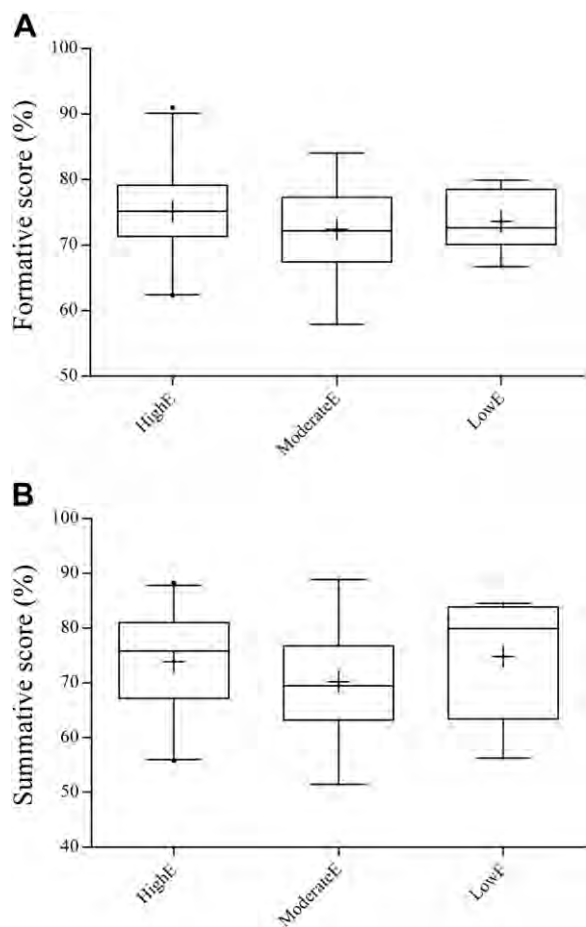 A
Formative score (%)
100
90
80
70
60
50
HighE
ModerateE
LowE
B
Summative score (%)
100
90
80
70
60
50
40
HighE
ModerateE
LowE